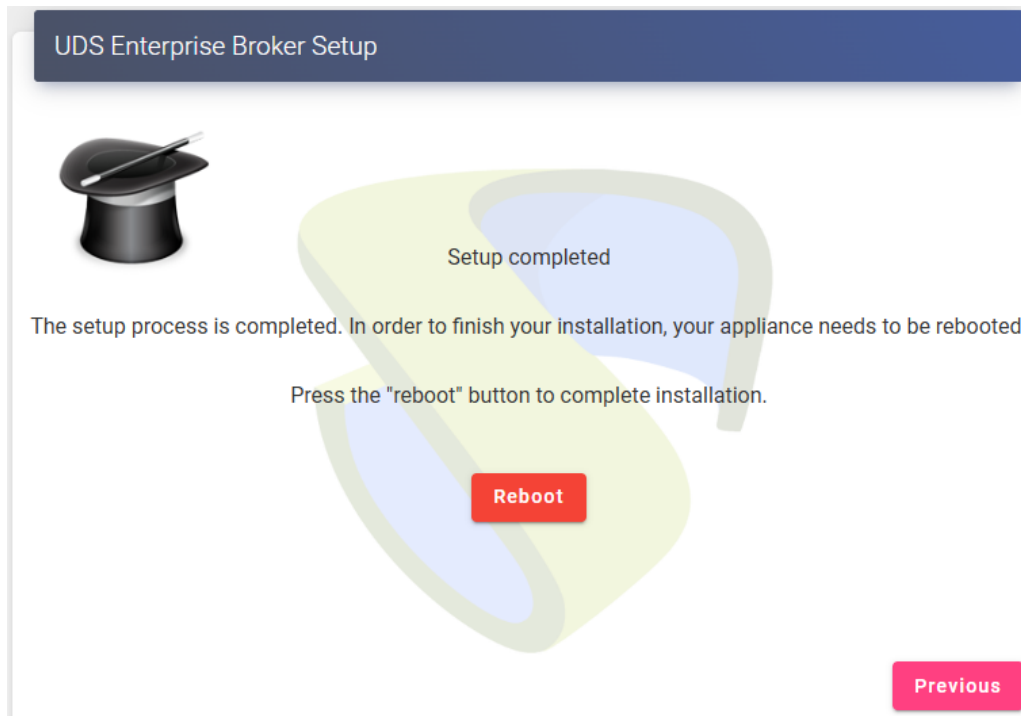 UDS Enterprise Broker Setup
Setup completed
The setup process is completed. In order to finish your installation, your appliance needs to be rebooted
Press the "reboot" button to complete installation.
Reboot
Previous